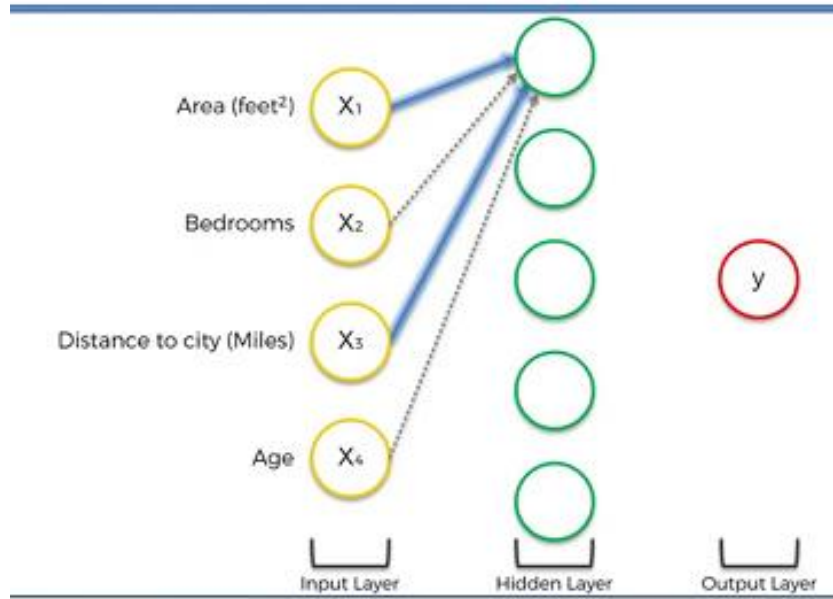 Area (feet²)
X₁
Bedrooms
X₂
Distance to city (Miles)
X₃
Age
X₄
y
Input Layer
Hidden Layer
Output Layer